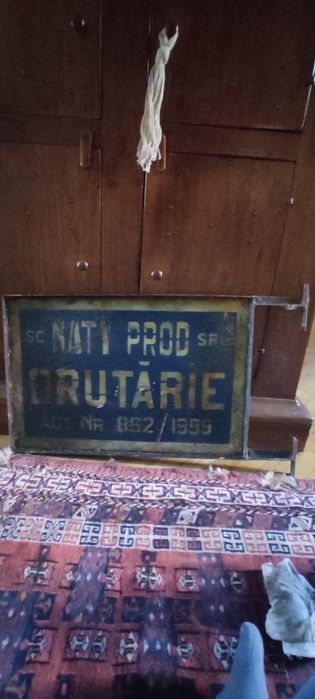 SC NATY PROD SRL
BRUTĂRIE
AUT. NR. 862/1999